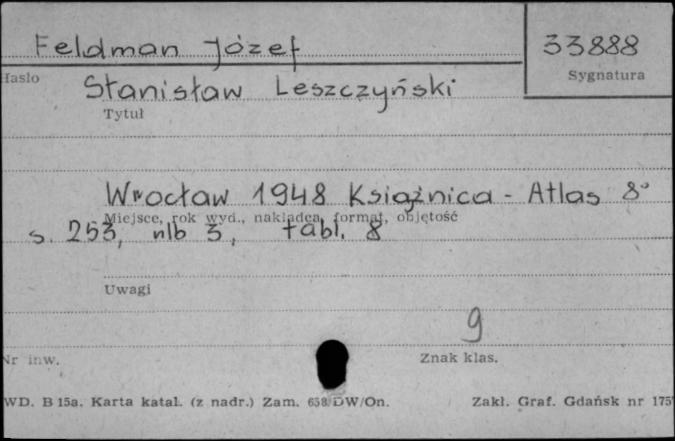 Feldman Józef 33888
Hasło Sygnatura
Stanisław Leszczyński
Tytuł
Wrocław 1948 Książnica - Atlas 8°
Miejsce, rok wyd., nakładca, format, objętość
s. 253, nlb 3, tabl. 8
Uwagi
9
Nr inw. Znak klas.
WD. B 15a. Karta katal. (z nadr.) Zam. 658/DW/On. Zakł. Graf. Gdańsk nr 175